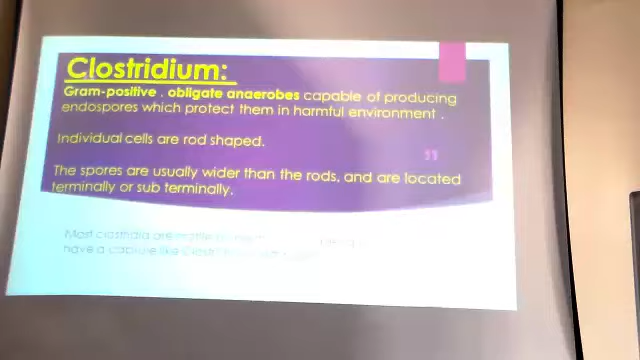 Clostridium:
Gram-positive . obligate anaerobes capable of producing
endospores which protect them in harmful environment .
Individual cells are rod shaped.
The spores are usually wider than the rods, and are located
terminally or sub terminally.
Most clostridia are motile
have a capsule like